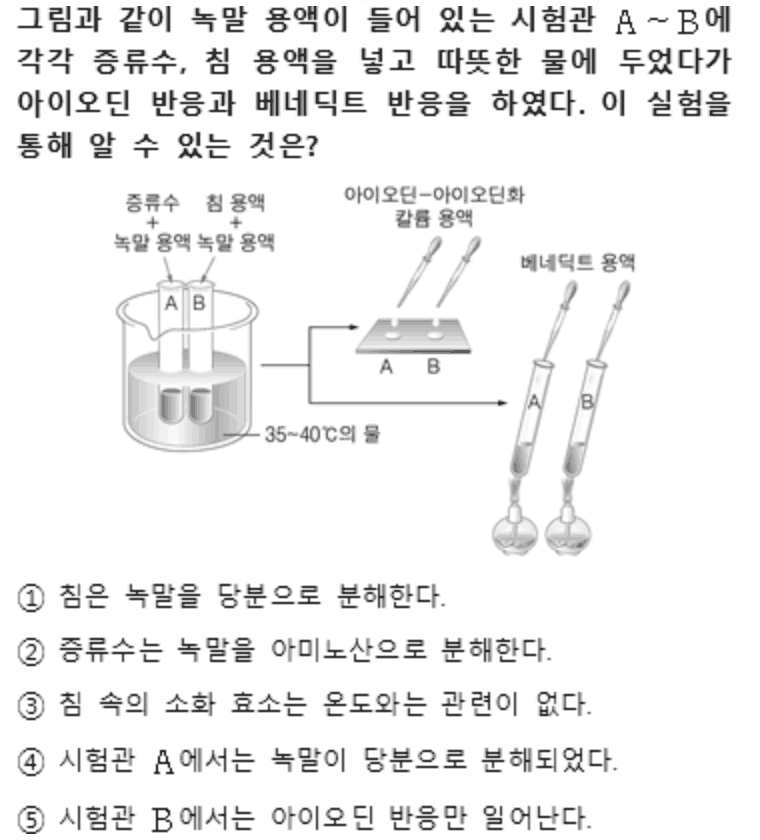 그림과 같이 녹말 용액이 들어 있는 시험관 A ~ B에
각각 증류수, 침 용액을 넣고 따뜻한 물에 두었다가
아이오딘 반응과 베네딕트 반응을 하였다. 이 실험을
통해 알 수 있는 것은?
증류수
+
녹말 용액
침 용액
+
녹말 용액
A B
35~40℃의 물
아이오딘-아이오딘화
칼륨 용액
A B
베네딕트 용액
A B
① 침은 녹말을 당분으로 분해한다.
② 증류수는 녹말을 아미노산으로 분해한다.
③ 침 속의 소화 효소는 온도와는 관련이 없다.
④ 시험관 A에서는 녹말이 당분으로 분해되었다.
⑤ 시험관 B에서는 아이오딘 반응만 일어난다.